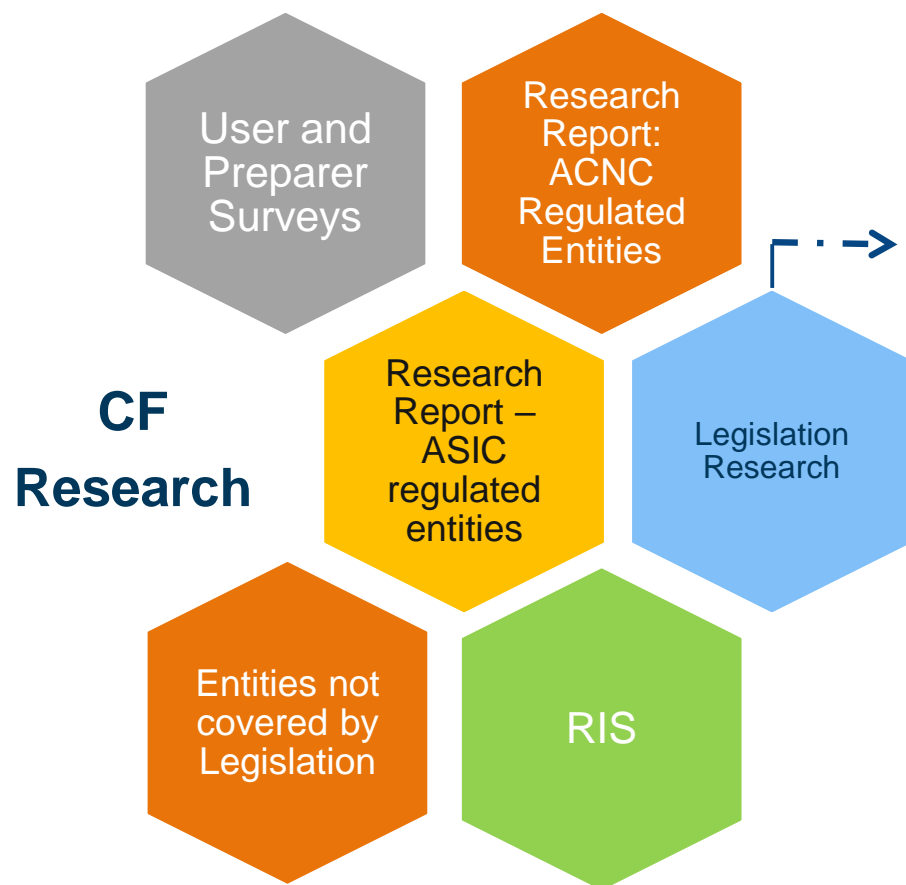 User and
Preparer
Surveys
Research
Report:
ACNC
Regulated
Entities
CF
Research
Research
Report –
ASIC
regulated
entities
Legislation
Research
Entities not
covered by
Legislation
RIS